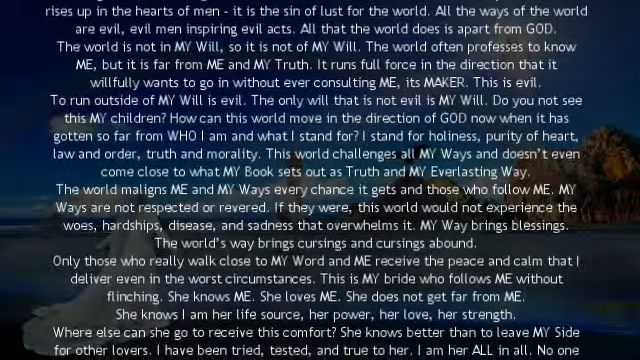 rises up in the hearts of men - it is the sin of lust for the world. All the ways of the world
are evil, evil men inspiring evil acts. All that the world does is apart from GOD.
The world is not in MY Will, so it is not of MY Will. The world often professes to know
ME, but it is far from ME and MY Truth. It runs full force in the direction that it
willfully wants to go in without ever consulting ME, its MAKER. This is evil.
To run outside of MY Will is evil. The only will that is not evil is MY Will. Do you not see
this MY children? How can this world move in the direction of GOD now when it has
gotten so far from WHO I am and what I stand for? I stand for holiness, purity of heart,
law and order, truth and morality. This world challenges all MY Ways and doesn't even
come close to what MY Book sets out as Truth and MY Everlasting Way.
The world maligns ME and MY Ways every chance it gets and those who follow ME. MY
Ways are not respected or revered. If they were, this world would not experience the
woes, hardships, disease, and sadness that overwhelms it. MY Way brings blessings.
The world's way brings cursings and cursings abound.
Only those who really walk close to MY Word and ME receive the peace and calm that I
deliver even in the worst circumstances. This is MY bride who follows ME without
flinching. She knows ME. She loves ME. She does not get far from ME.
She knows I am her life source, her power, her love, her strength.
Where else can she go to receive this comfort? She knows better than to leave MY Side
for other lovers. I have been tried, tested, and true to her. I am her ALL in all. No one